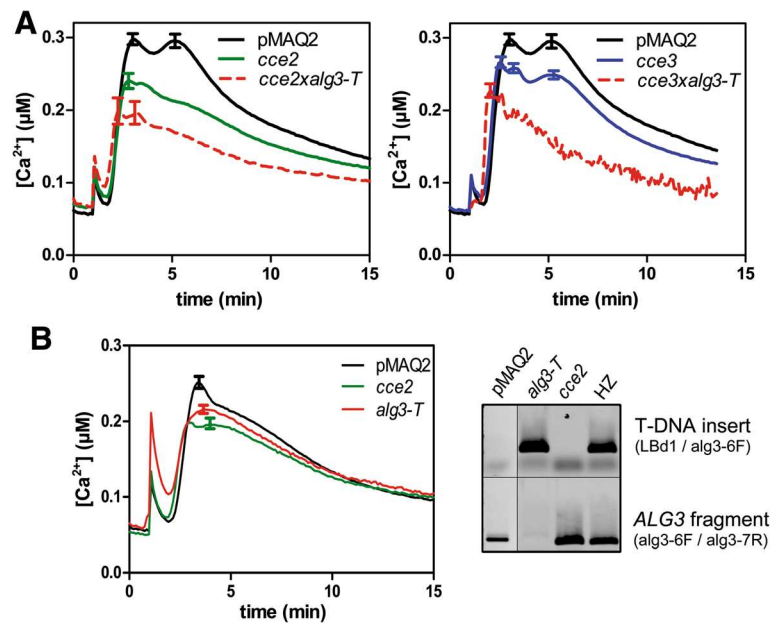 A
[Ca²⁺] (µM)
0.3
0.2
0.1
0.0
0
5
10
15
time (min)
pMAQ2
cce2
cce2xalg3-T
[Ca²⁺] (µM)
0.3
0.2
0.1
0.0
0
5
10
15
time (min)
pMAQ2
cce3
cce3xalg3-T
B
[Ca²⁺] (µM)
0.3
0.2
0.1
0.0
0
5
10
15
time (min)
pMAQ2
cce2
alg3-T
pMAQ2
alg3-T
cce2
HZ
T-DNA insert
(LBd1 / alg3-6F)
ALG3 fragment
(alg3-6F / alg3-7R)